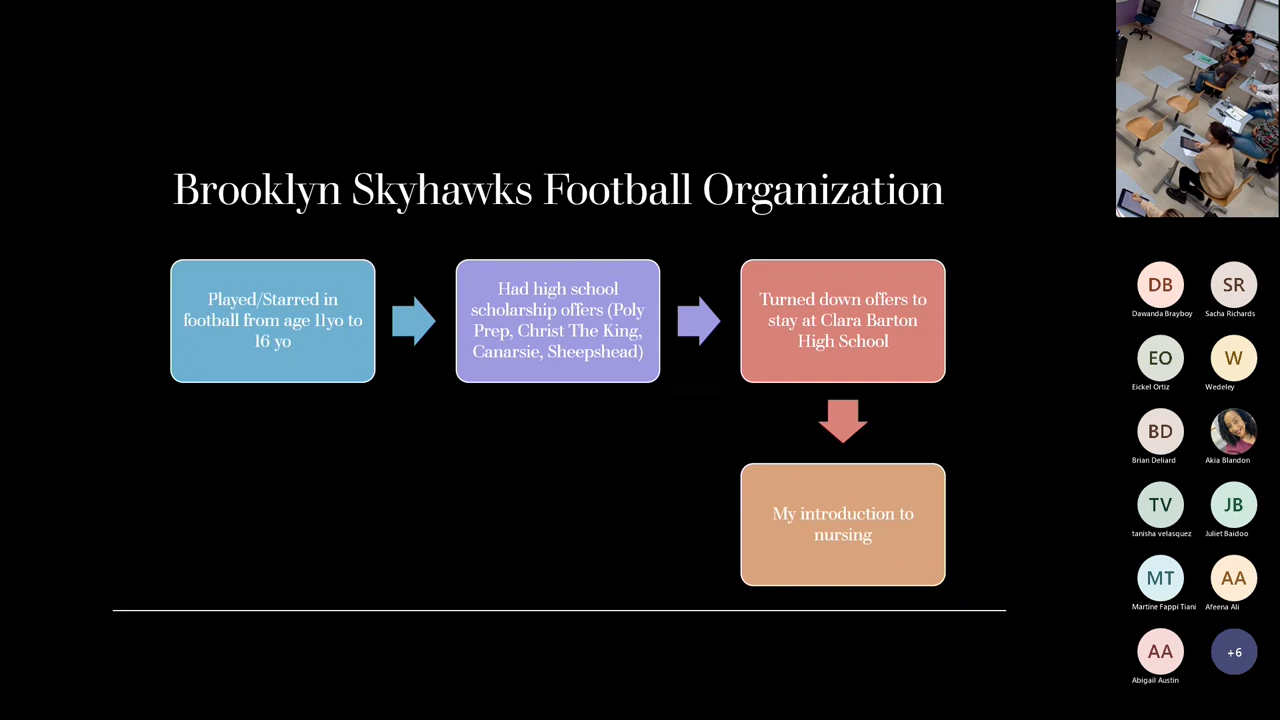 Brooklyn Skyhawks Football Organization
Played/Starred in
football from age 11yo to
16 yo
Had high school
scholarship offers (Poly
Prep, Christ The King,
Canarsie, Sheepshead)
Turned down offers to
stay at Clara Barton
High School
My introduction to
nursing
DB
Dawanda Brayboy
SR
Sacha Richards
EO
Eickel Ortiz
W
Wedeley
BD
Brian Deliard
Akia Blandon
TV
tanisha velasquez
JB
Juliet Baidoo
MT
Martine Fappi Tiani
AA
Afeena Ali
AA
Abigail Austin
+6